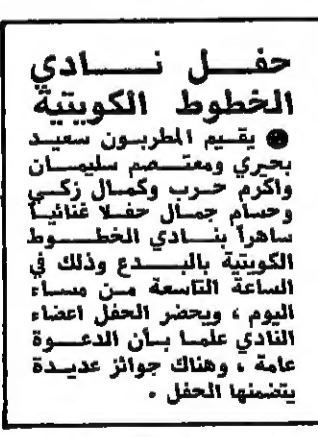 حفل نادي
الخطوط الكويتية
● يقيم المطربون سعيد
بحيري ومعتصم سليمان
واكرم حرب وكمال زكي
وحسام جمال حفلا غنائياً
ساهراً بنادي الخطوط
الكويتية بالبدع وذلك في
الساعة التاسعة من مساء
اليوم ، ويحضر الحفل اعضاء
النادي علما بأن الدعوة
عامة ، وهناك جوائز عديدة
يتضمنها الحفل .